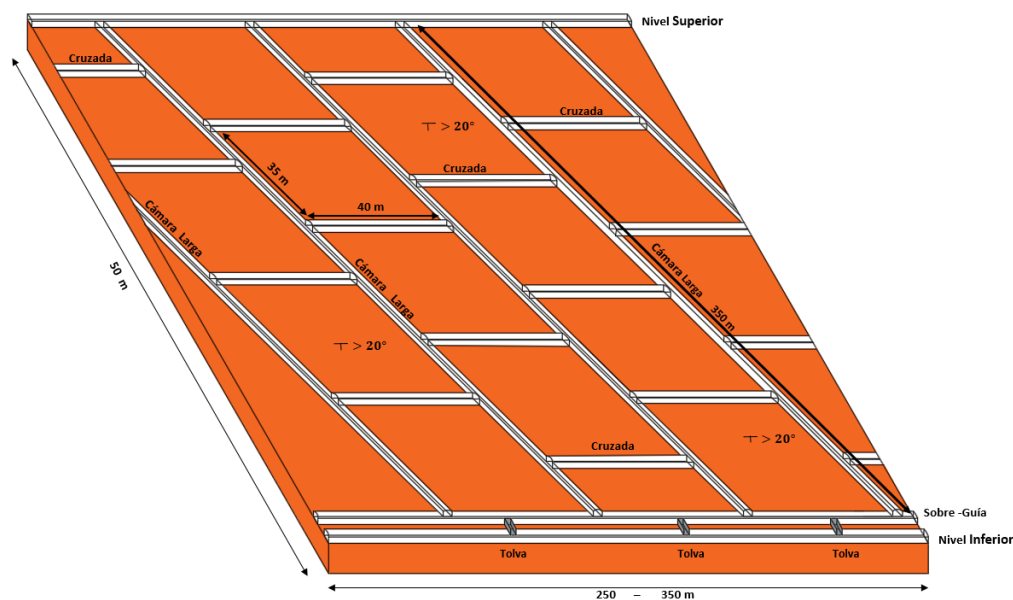 Nivel Superior
Cruzada
Cruzada
⊤ > 20°
Cruzada
35 m
40 m
Cámara Larga
Cámara Larga
Cámara Larga
350 m
50 m
⊤ > 20°
⊤ > 20°
Cruzada
Sobre -Guía
Nivel Inferior
Tolva
Tolva
Tolva
250 – 350 m